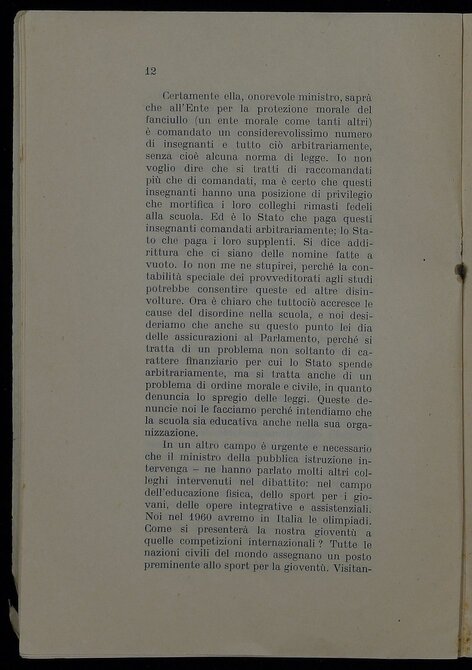 12
Certamente ella, onorevole ministro, saprà
che all'Ente per la protezione morale del
fanciullo (un ente morale come tanti altri)
è comandato un considerevolissimo numero
di insegnanti e tutto ciò arbitrariamente,
senza cioè alcuna norma di legge. Io non
voglio dire che si tratti di raccomandati
più che di comandati, ma è certo che questi
insegnanti hanno una posizione di privilegio
che mortifica i loro colleghi rimasti fedeli
alla scuola. Ed è lo Stato che paga questi
insegnanti comandati arbitrariamente; lo Sta-
to che paga i loro supplenti. Si dice addi-
rittura che ci siano delle nomine fatte a
vuoto. Io non me ne stupirei, perché la con-
tabilità speciale dei provveditorati agli studi
potrebbe consentire queste ed altre disin-
volture. Ora è chiaro che tuttociò accresce le
cause del disordine nella scuola, e noi desi-
deriamo che anche su questo punto lei dia
delle assicurazioni al Parlamento, perché si
tratta di un problema non soltanto di ca-
rattere finanziario per cui lo Stato spende
arbitrariamente, ma si tratta anche di un
problema di ordine morale e civile, in quanto
denuncia lo spregio delle leggi. Queste de-
nuncie noi le facciamo perché intendiamo che
la scuola sia educativa anche nella sua orga-
nizzazione.
In un altro campo è urgente e necessario
che il ministro della pubblica istruzione in-
tervenga – ne hanno parlato molti altri col-
leghi intervenuti nel dibattito: nel campo
dell'educazione fisica, dello sport per i gio-
vani, delle opere integrative e assistenziali.
Noi nel 1960 avremo in Italia le olimpiadi.
Come si presenterà la nostra gioventù a
quelle competizioni internazionali? Tutte le
nazioni civili del mondo assegnano un posto
preminente allo sport per la gioventù. Visitan-